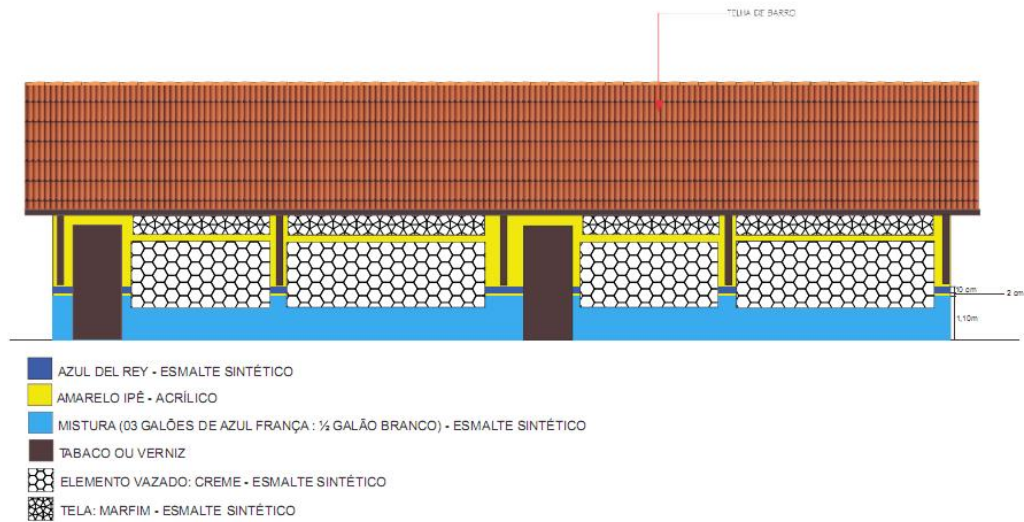 TELHA DE BARRO
10 cm
2 cm
1,10m
AZUL DEL REY - ESMALTE SINTÉTICO
AMARELO IPÊ - ACRÍLICO
MISTURA (03 GALÕES DE AZUL FRANÇA : ½ GALÃO BRANCO) - ESMALTE SINTÉTICO
TABACO OU VERNIZ
ELEMENTO VAZADO: CREME - ESMALTE SINTÉTICO
TELA: MARFIM - ESMALTE SINTÉTICO